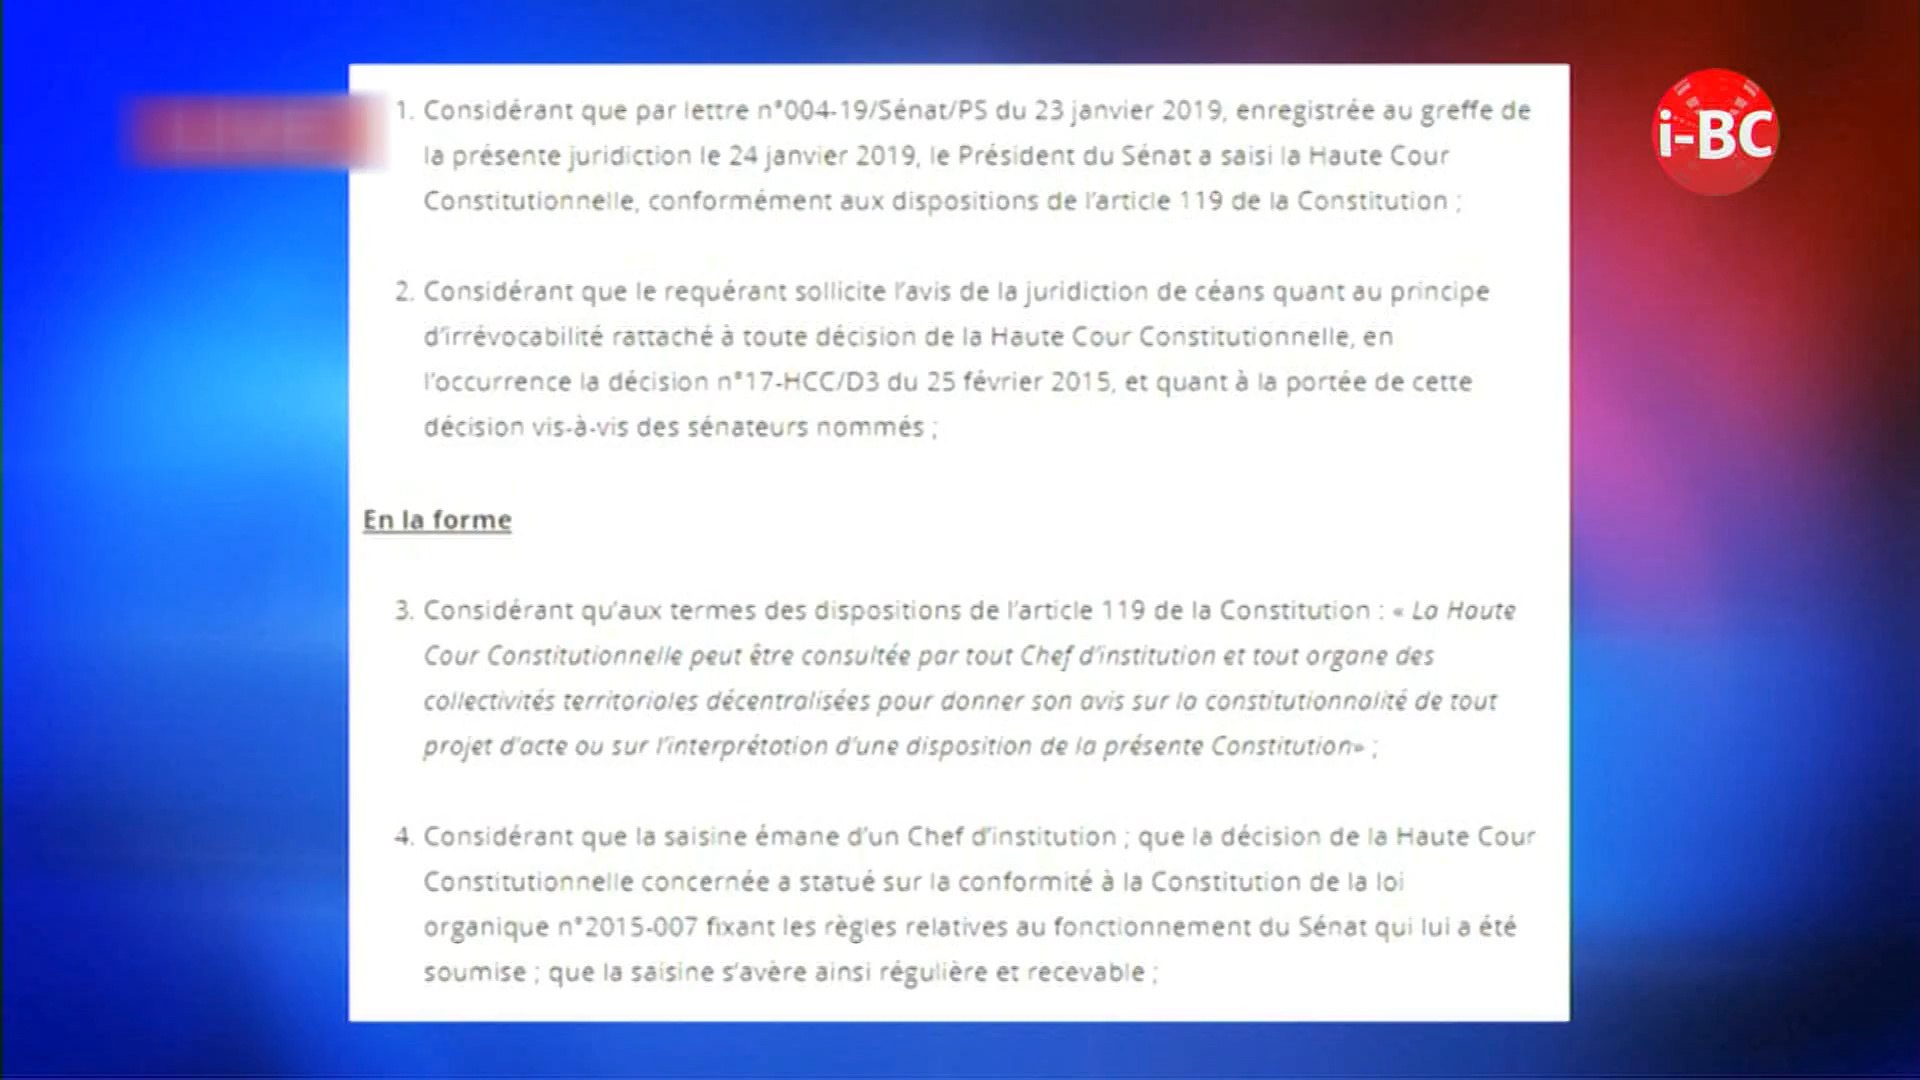 i-BC
1. Considérant que par lettre n°004-19/Sénat/PS du 23 janvier 2019, enregistrée au greffe de
la présente juridiction le 24 janvier 2019, le Président du Sénat a saisi la Haute Cour
Constitutionnelle, conformément aux dispositions de l'article 119 de la Constitution ;
2. Considérant que le requérant sollicite l'avis de la juridiction de céans quant au principe
d'irrévocabilité rattaché à toute décision de la Haute Cour Constitutionnelle, en
l'occurrence la décision n°17-HCC/D3 du 25 février 2015, et quant à la portée de cette
décision vis-à-vis des sénateurs nommés ;
En la forme
3. Considérant qu'aux termes des dispositions de l'article 119 de la Constitution : « La Haute
Cour Constitutionnelle peut être consultée par tout Chef d'institution et tout organe des
collectivités territoriales décentralisées pour donner son avis sur la constitutionnalité de tout
projet d'acte ou sur l'interprétation d'une disposition de la présente Constitution» ;
4. Considérant que la saisine émane d'un Chef d'institution ; que la décision de la Haute Cour
Constitutionnelle concernée a statué sur la conformité à la Constitution de la loi
organique n°2015-007 fixant les règles relatives au fonctionnement du Sénat qui lui a été
soumise ; que la saisine s'avère ainsi régulière et recevable ;